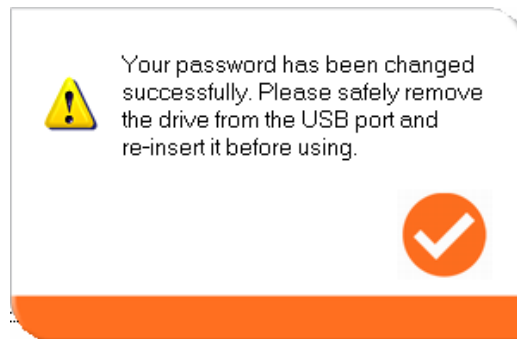 Your password has been changed
successfully. Please safely remove
the drive from the USB port and
re-insert it before using.